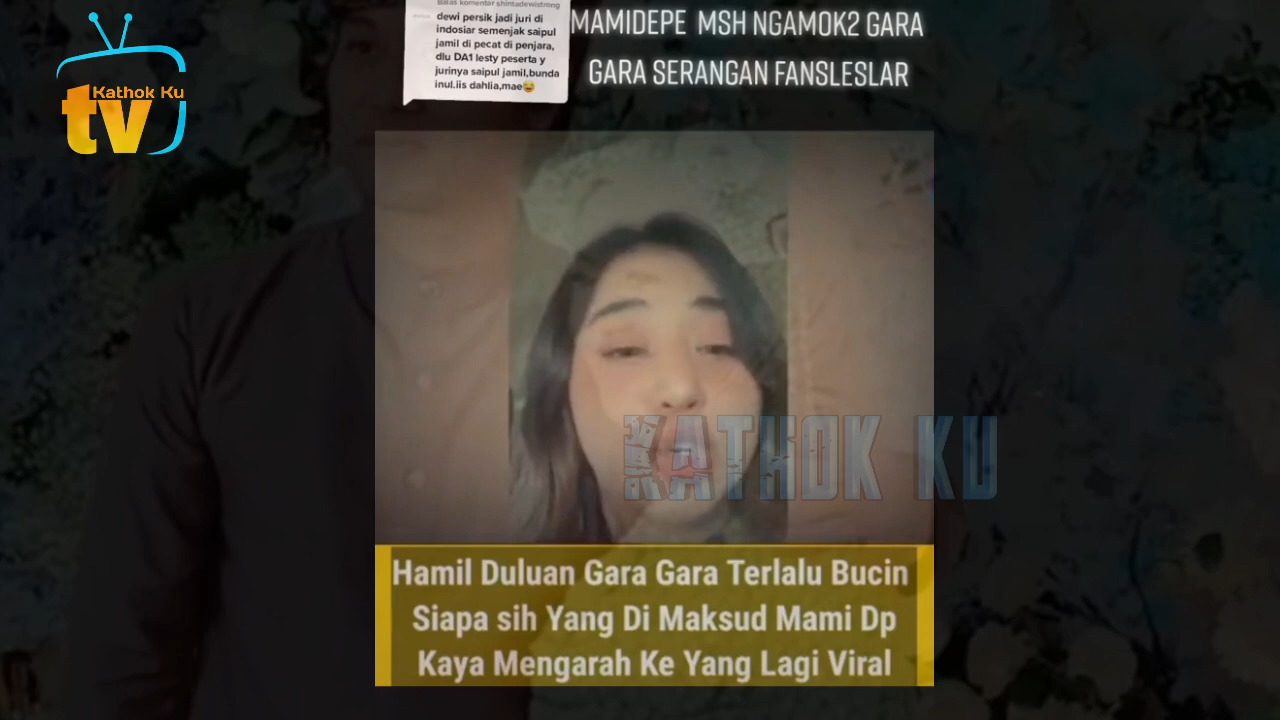 Balas komentar shintadewistrong
dewi persik jadi juri di
indosiar semenjak saipul
jamil di pecat di penjara,
dlu DA1 lesty peserta y
jurinya saipul jamil,bunda
inul.iis dahlia,mae😄
MAMIDEPE MSH NGAMOK2 GARA
GARA SERANGAN FANSLESLAR
Kathok Ku
tv
KATHOK KU
Hamil Duluan Gara Gara Terlalu Bucin
Siapa sih Yang Di Maksud Mami Dp
Kaya Mengarah Ke Yang Lagi Viral